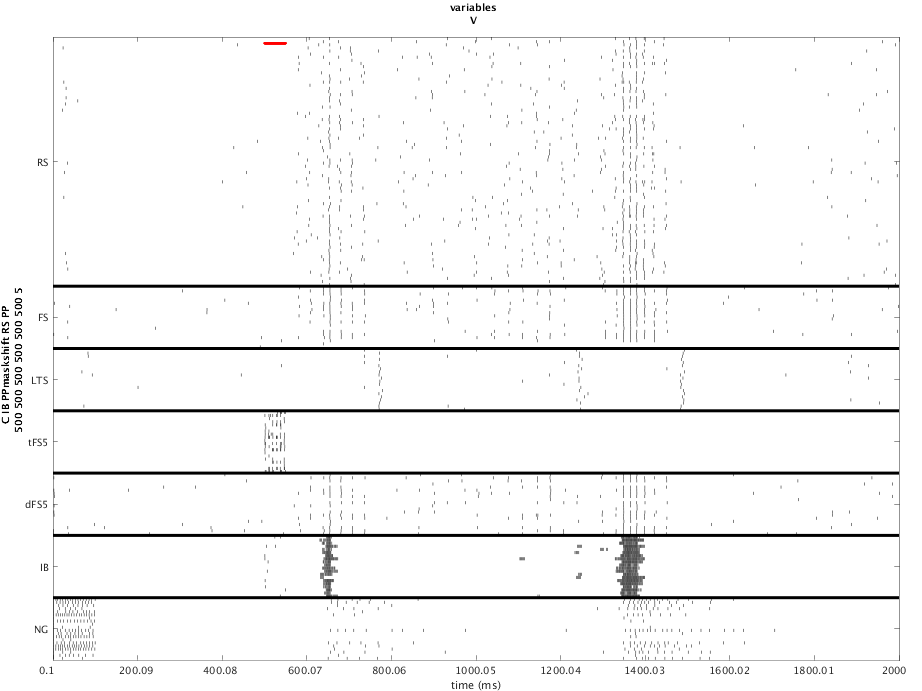 variables
V
C IB PPmaskshift RS PP
500 500 500 500 500 500 5
RS
FS
LTS
tFS5
dFS5
IB
NG
0.1 200.09 400.08 600.07 800.06 1000.05 1200.04 1400.03 1600.02 1800.01 2000
time (ms)